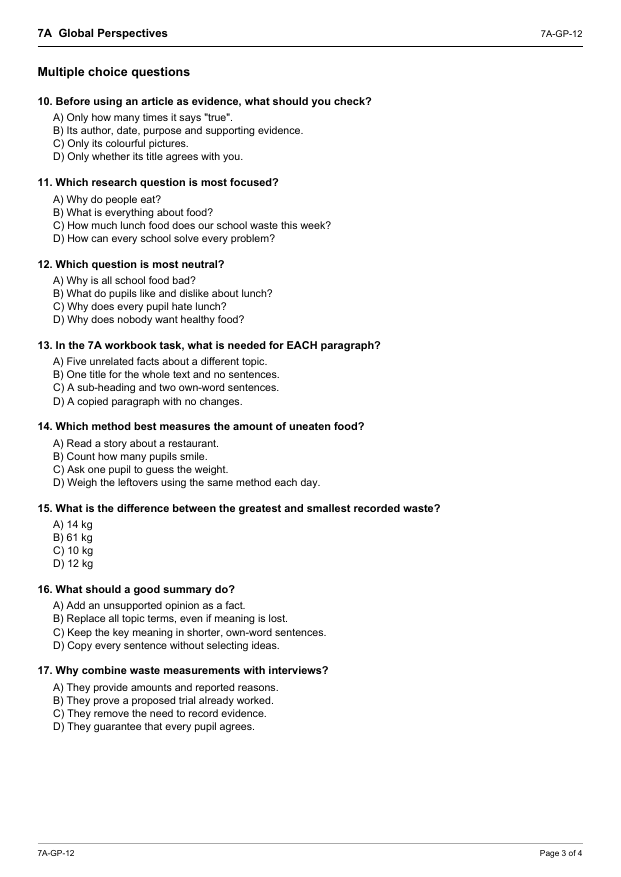 7A Global Perspectives
7A-GP-12
Multiple choice questions
10. Before using an article as evidence, what should you check?
A) Only how many times it says "true".
B) Its author, date, purpose and supporting evidence.
C) Only its colourful pictures.
D) Only whether its title agrees with you.
11. Which research question is most focused?
A) Why do people eat?
B) What is everything about food?
C) How much lunch food does our school waste this week?
D) How can every school solve every problem?
12. Which question is most neutral?
A) Why is all school food bad?
B) What do pupils like and dislike about lunch?
C) Why does every pupil hate lunch?
D) Why does nobody want healthy food?
13. In the 7A workbook task, what is needed for EACH paragraph?
A) Five unrelated facts about a different topic.
B) One title for the whole text and no sentences.
C) A sub-heading and two own-word sentences.
D) A copied paragraph with no changes.
14. Which method best measures the amount of uneaten food?
A) Read a story about a restaurant.
B) Count how many pupils smile.
C) Ask one pupil to guess the weight.
D) Weigh the leftovers using the same method each day.
15. What is the difference between the greatest and smallest recorded waste?
A) 14 kg
B) 61 kg
C) 10 kg
D) 12 kg
16. What should a good summary do?
A) Add an unsupported opinion as a fact.
B) Replace all topic terms, even if meaning is lost.
C) Keep the key meaning in shorter, own-word sentences.
D) Copy every sentence without selecting ideas.
17. Why combine waste measurements with interviews?
A) They provide amounts and reported reasons.
B) They prove a proposed trial already worked.
C) They remove the need to record evidence.
D) They guarantee that every pupil agrees.
7A-GP-12
Page 3 of 4